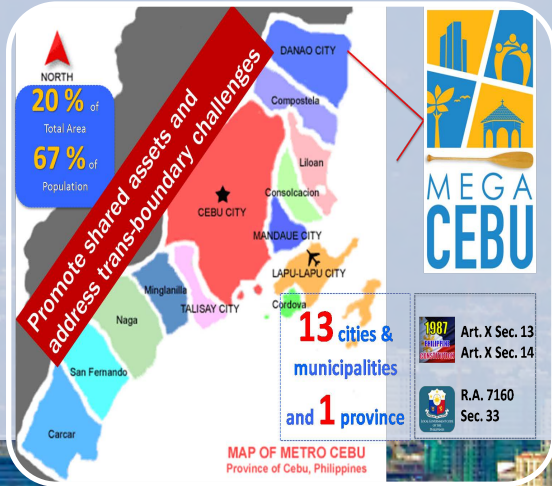 NORTH
20 % of
Total Area
67 % of
Population
Promote shared assets and
address trans-boundary challenges
DANAO CITY
Compostela
Liloan
Consolcacion
CEBU CITY
MANDAUE CITY
LAPU-LAPU CITY
Cordova
TALISAY CITY
Minglanilla
Naga
San Fernando
Carcar
MEGA
CEBU
13 cities &
municipalities
and 1 province
1987
PHILIPPINE
CONSTITUTION
Art. X Sec. 13
Art. X Sec. 14
R.A. 7160
Sec. 33
MAP OF METRO CEBU
Province of Cebu, Philippines